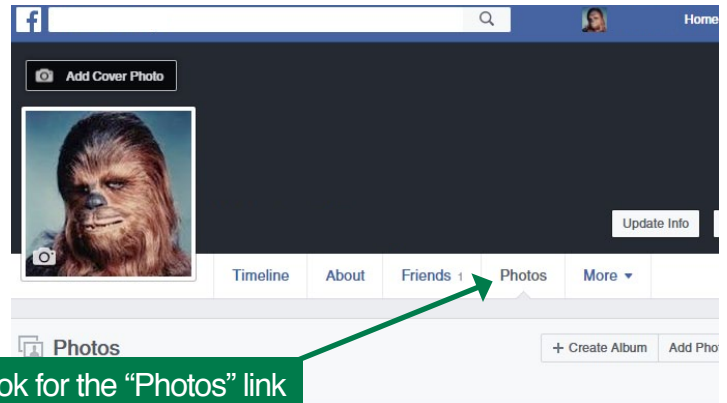 f
Home
Add Cover Photo
Update Info
Timeline About Friends 1 Photos More
Photos
+ Create Album Add Pho
ok for the “Photos” link